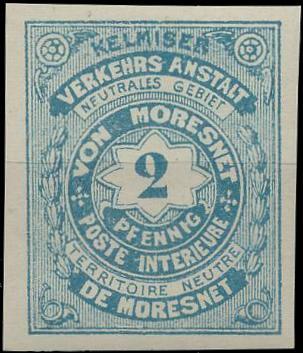 KELMISER
VERKEHRS ANSTALT
NEUTRALES GEBIET
VON MORESNET
2
PFENNIG
POSTE INTERIEURE
TERRITOIRE NEUTRE
DE MORESNET